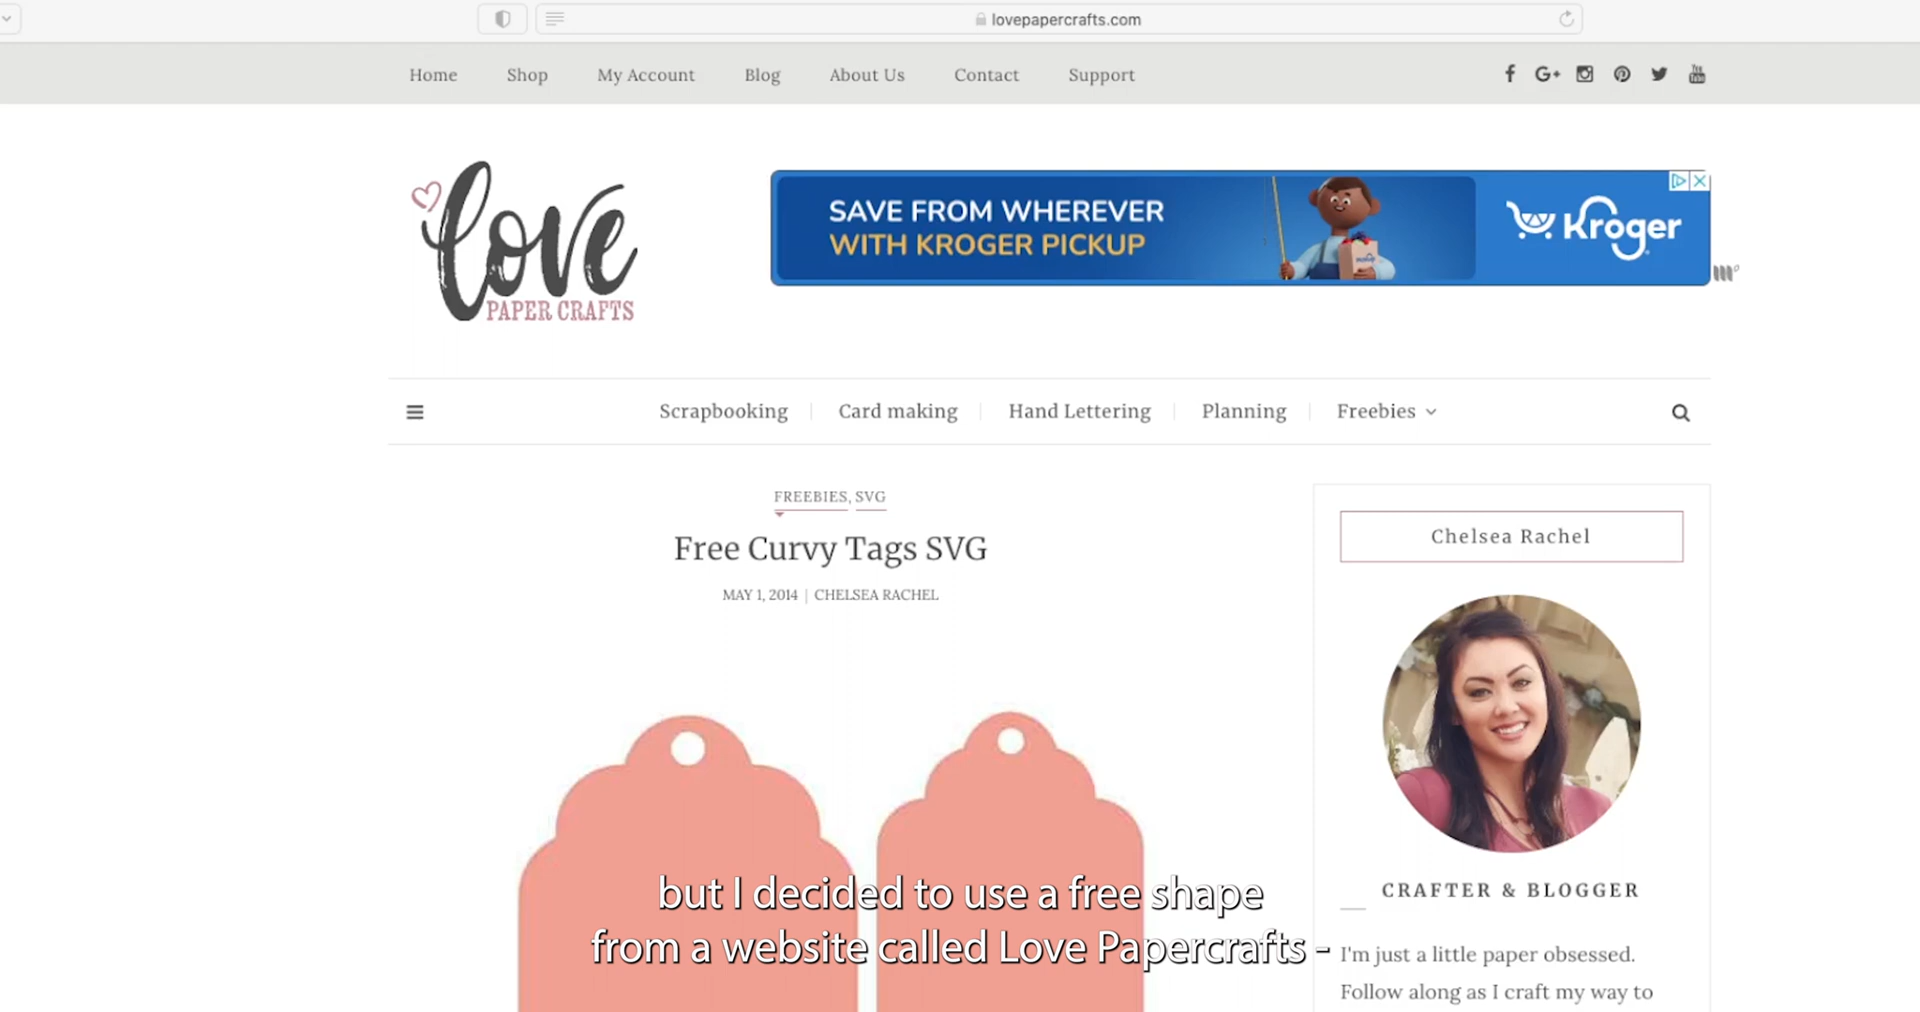 lovepapercrafts.com
Home Shop My Account Blog About Us Contact Support
love
PAPER CRAFTS
SAVE FROM WHEREVER
WITH KROGER PICKUP
Kroger
Scrapbooking Card making Hand Lettering Planning Freebies
FREEBIES, SVG
Free Curvy Tags SVG
MAY 1, 2014 | CHELSEA RACHEL
Chelsea Rachel
CRAFTER & BLOGGER
I'm just a little paper obsessed.
Follow along as I craft my way to
but I decided to use a free shape
from a website called Love Papercrafts -